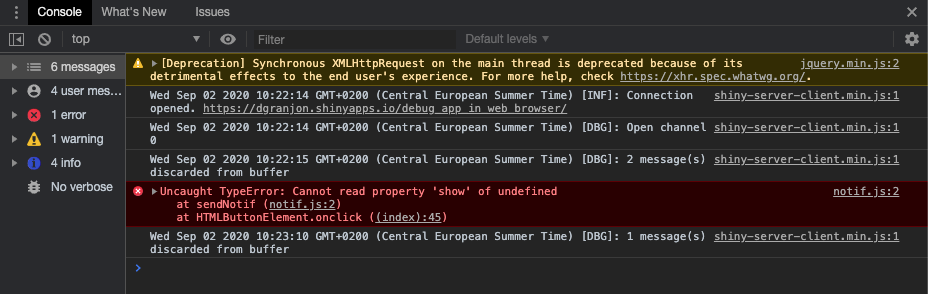 Console What's New Issues
top Filter Default levels
6 messages
4 user mes...
1 error
1 warning
4 info
No verbose
[Deprecation] Synchronous XMLHttpRequest on the main thread is deprecated because of its jquery.min.js:2
detrimental effects to the end user's experience. For more help, check https://xhr.spec.whatwg.org/.
Wed Sep 02 2020 10:22:14 GMT+0200 (Central European Summer Time) [INF]: Connection shiny-server-client.min.js:1
opened. https://dgranjon.shinyapps.io/debug_app_in_web_browser/
Wed Sep 02 2020 10:22:14 GMT+0200 (Central European Summer Time) [DBG]: Open channel shiny-server-client.min.js:1
0
Wed Sep 02 2020 10:22:15 GMT+0200 (Central European Summer Time) [DBG]: 2 message(s) shiny-server-client.min.js:1
discarded from buffer
Uncaught TypeError: Cannot read property 'show' of undefined notif.js:2
at sendNotif (notif.js:2)
at HTMLButtonElement.onclick ((index):45)
Wed Sep 02 2020 10:23:10 GMT+0200 (Central European Summer Time) [DBG]: 1 message(s) shiny-server-client.min.js:1
discarded from buffer